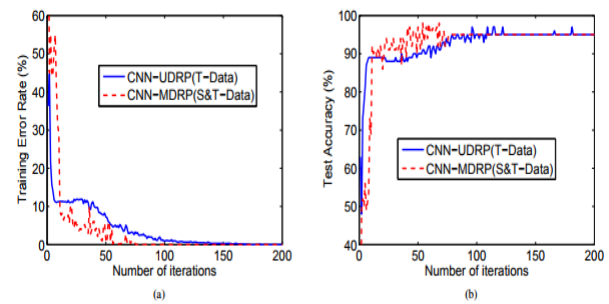 60
50
40
30
20
10
0
Training Error Rate (%)
CNN-UDRP(T-Data)
CNN-MDRP(S&T-Data)
0 50 100 150 200
Number of iterations
(a)
100
90
80
70
60
50
40
Test Accuracy (%)
CNN-UDRP(T-Data)
CNN-MDRP(S&T-Data)
0 50 100 150 200
Number of iterations
(b)